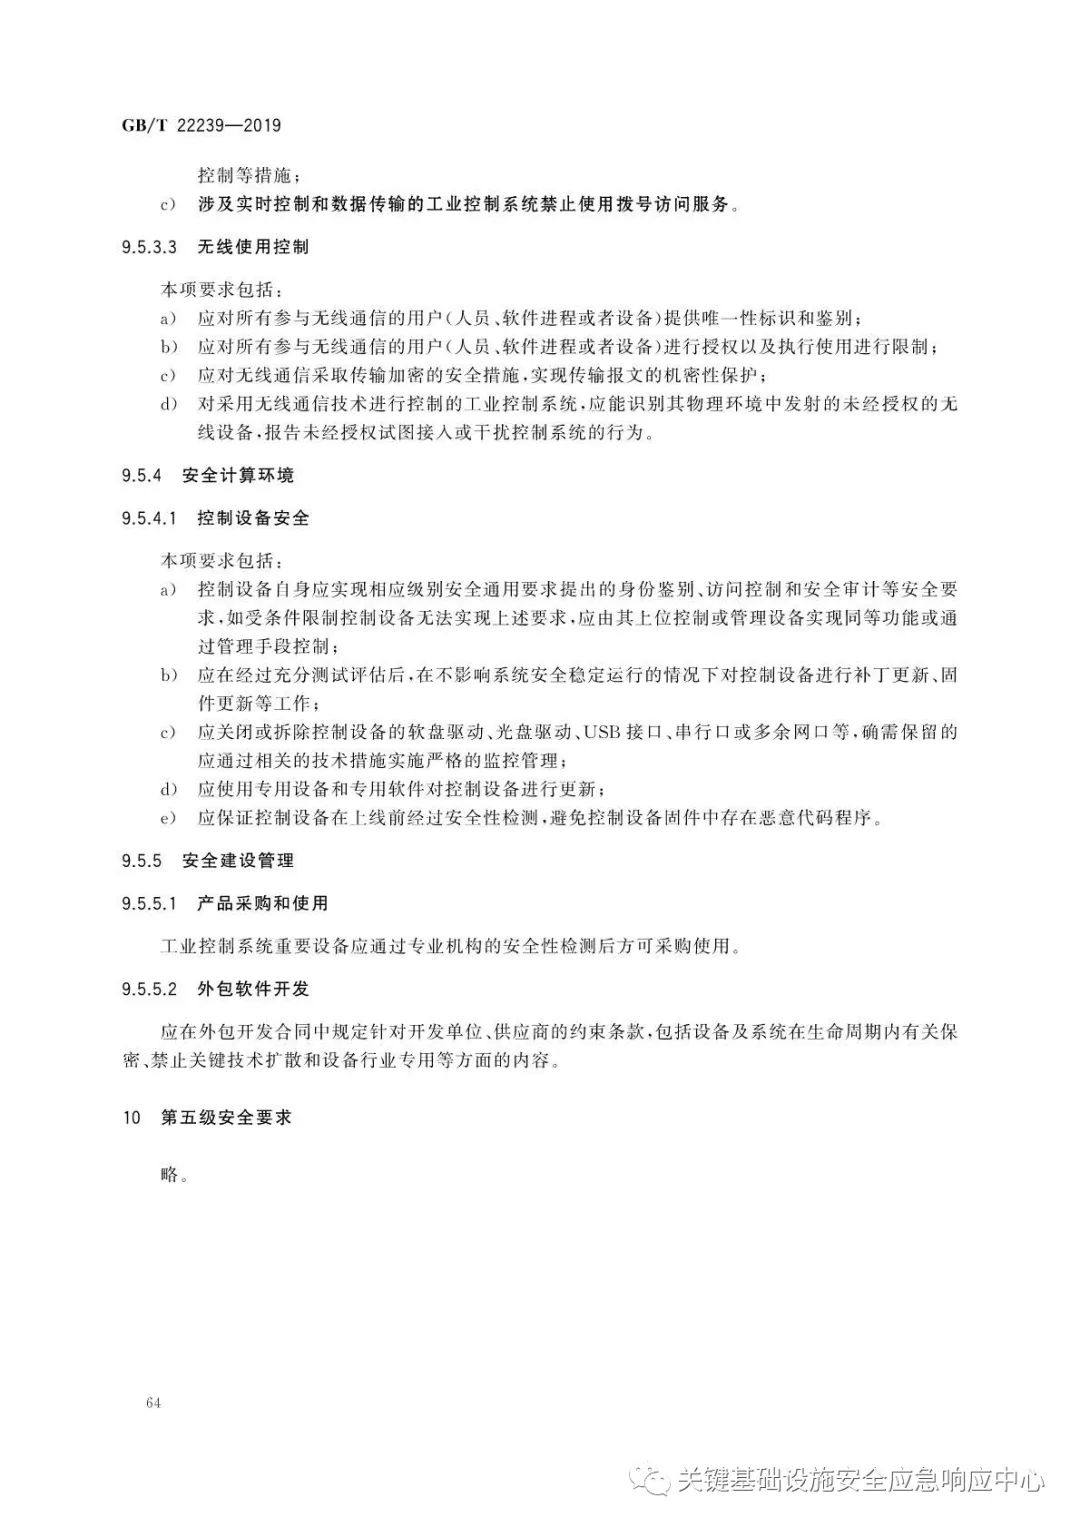 GB/T 22239—2019
控制等措施；
c) 涉及实时控制和数据传输的工业控制系统禁止使用拨号访问服务。
9.5.3.3 无线使用控制
本项要求包括：
a) 应对所有参与无线通信的用户(人员、软件进程或者设备)提供唯一性标识和鉴别；
b) 应对所有参与无线通信的用户(人员、软件进程或者设备)进行授权以及执行使用进行限制；
c) 应对无线通信采取传输加密的安全措施,实现传输报文的机密性保护；
d) 对采用无线通信技术进行控制的工业控制系统,应能识别其物理环境中发射的未经授权的无
线设备,报告未经授权试图接入或干扰控制系统的行为。
9.5.4 安全计算环境
9.5.4.1 控制设备安全
本项要求包括：
a) 控制设备自身应实现相应级别安全通用要求提出的身份鉴别、访问控制和安全审计等安全要
求,如受条件限制控制设备无法实现上述要求,应由其上位控制或管理设备实现同等功能或通
过管理手段控制；
b) 应在经过充分测试评估后,在不影响系统安全稳定运行的情况下对控制设备进行补丁更新、固
件更新等工作；
c) 应关闭或拆除控制设备的软盘驱动、光盘驱动、USB接口、串行口或多余网口等,确需保留的
应通过相关的技术措施实施严格的监控管理；
d) 应使用专用设备和专用软件对控制设备进行更新；
e) 应保证控制设备在上线前经过安全性检测,避免控制设备固件中存在恶意代码程序。
9.5.5 安全建设管理
9.5.5.1 产品采购和使用
工业控制系统重要设备应通过专业机构的安全性检测后方可采购使用。
9.5.5.2 外包软件开发
应在外包开发合同中规定针对开发单位、供应商的约束条款,包括设备及系统在生命周期内有关保
密、禁止关键技术扩散和设备行业专用等方面的内容。
10 第五级安全要求
略。
64
关键基础设施安全应急响应中心